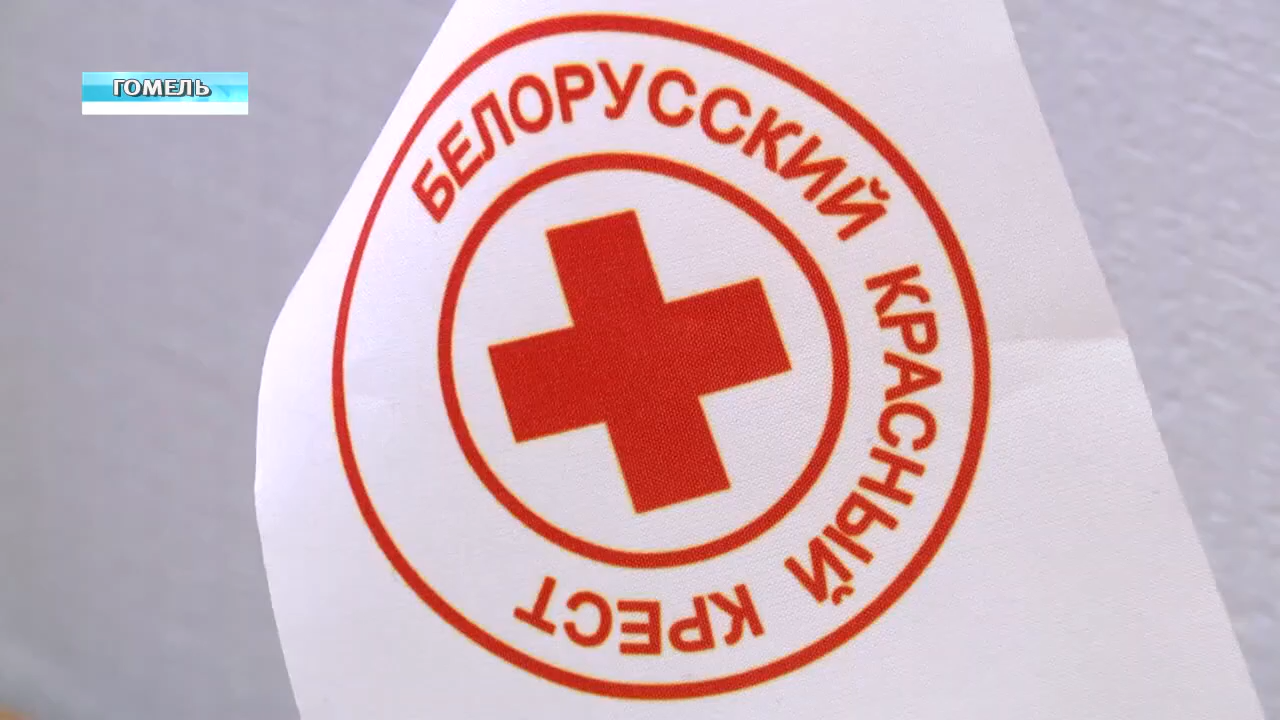 ГОМЕЛЬ
БЕЛОРУССКИЙ КРАСНЫЙ КРЕСТ